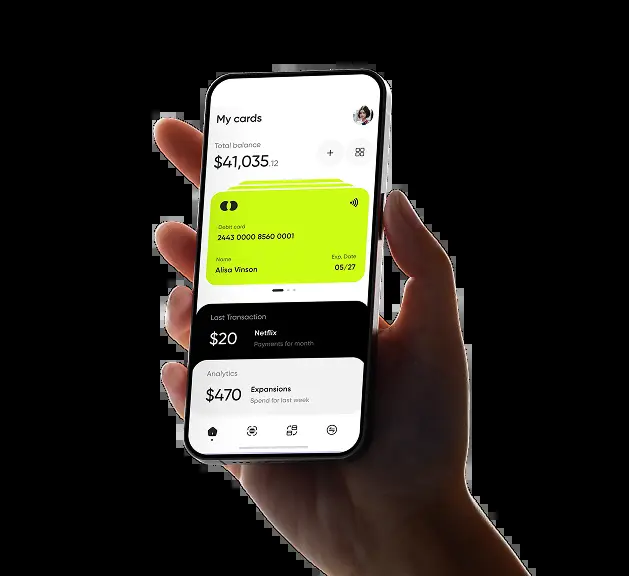 My cards
Total balance
$41,035.12
Debit card
2443 0000 8560 0001
Name
Alisa Vinson
Exp. Date
05/27
Last Transaction
$20
Netflix
Payments for month
Analytics
$470
Expansions
Spend for last week